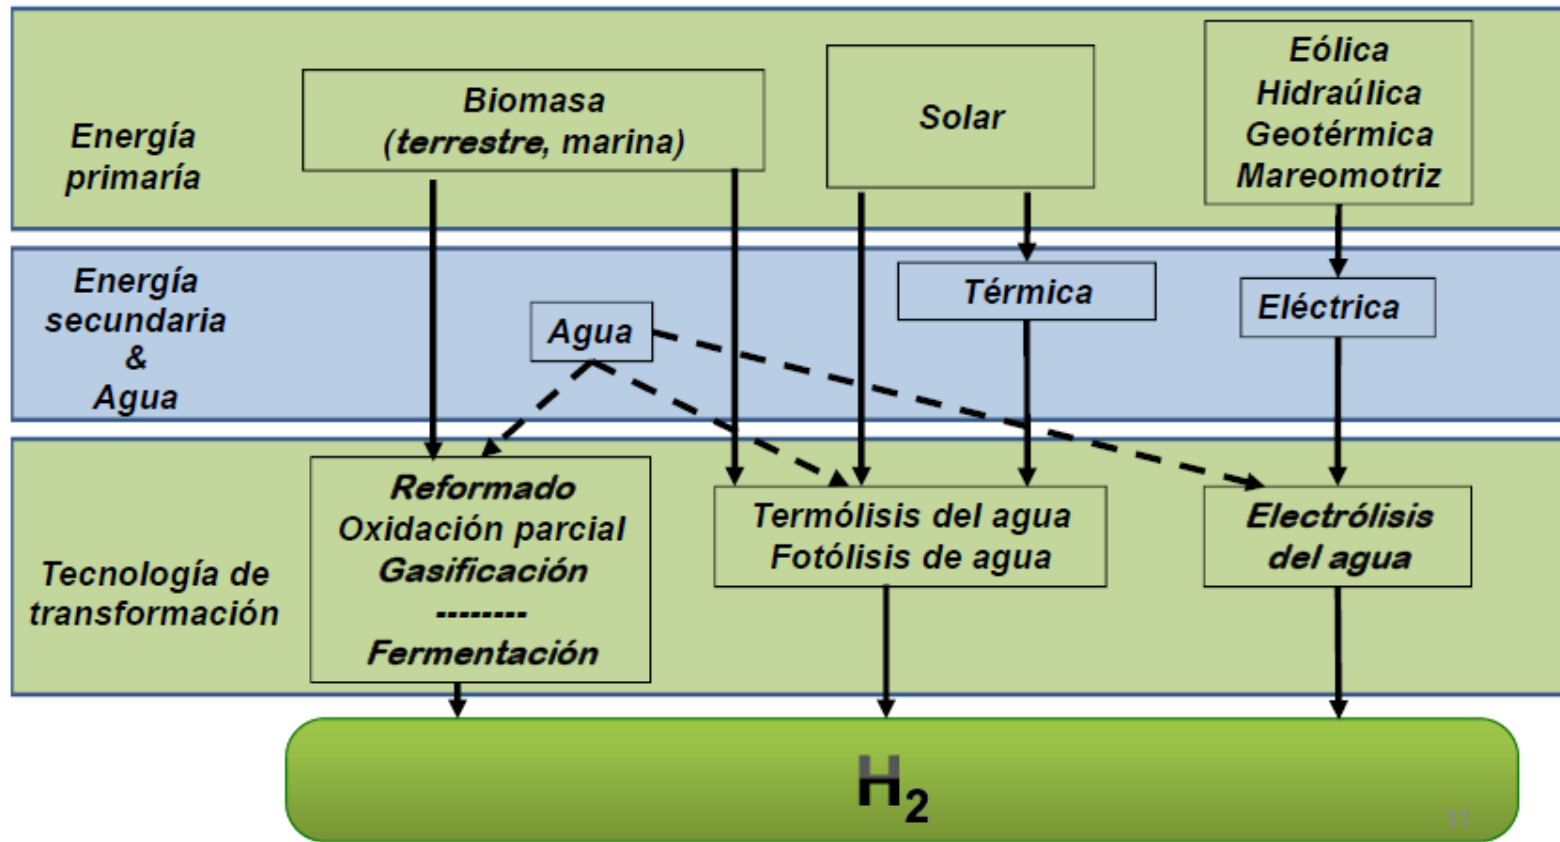 Energía
primaría
Biomasa
(terrestre, marina)
Solar
Eólica
Hidraúlica
Geotérmica
Mareomotriz
Energía
secundaria
&
Agua
Agua
Térmica
Eléctrica
Tecnología de
transformación
Reformado
Oxidación parcial
Gasificación
--------
Fermentación
Termólisis del agua
Fotólisis de agua
Electrólisis
del agua
H₂
11